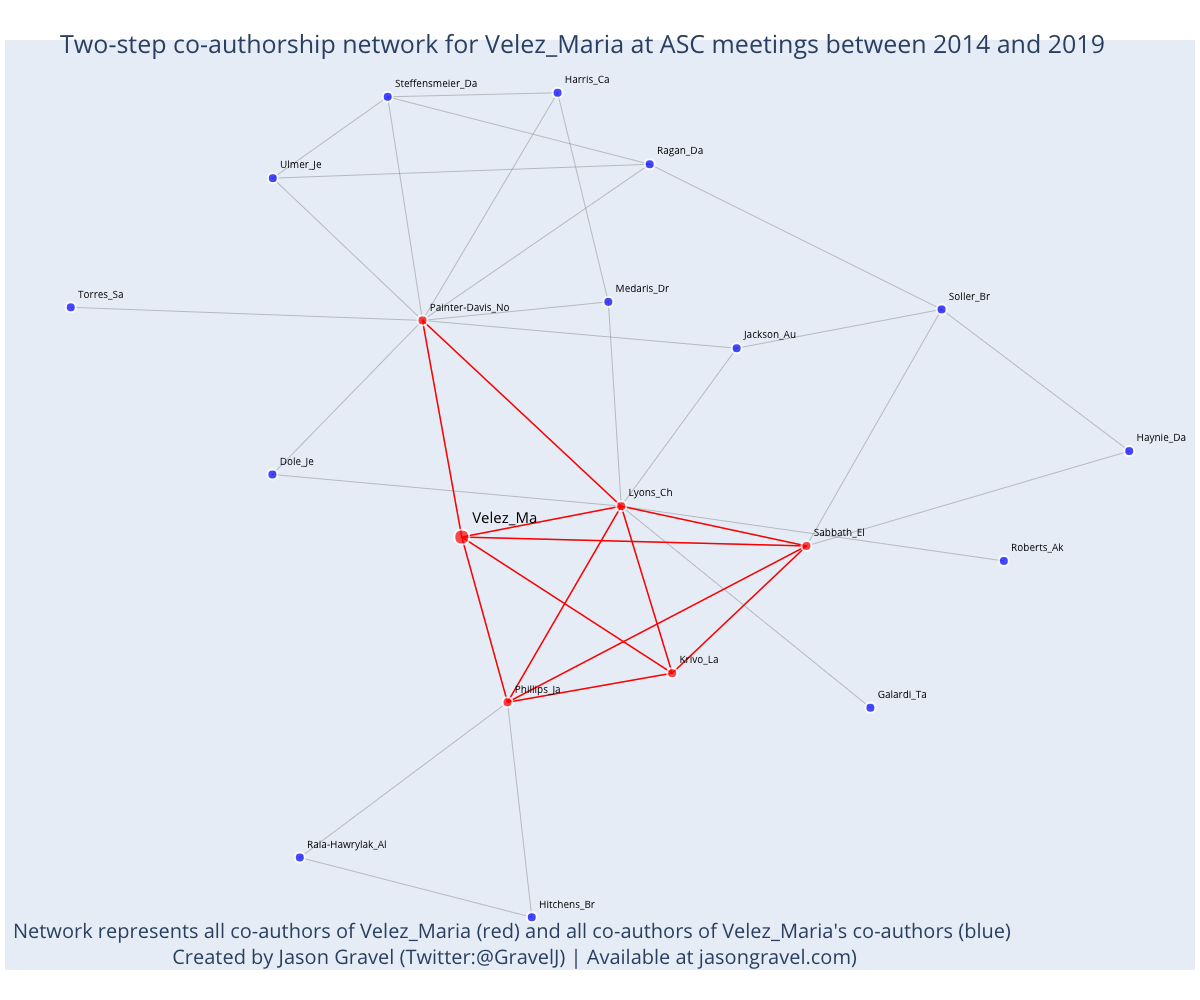 Two-step co-authorship network for Velez_Maria at ASC meetings between 2014 and 2019
Harris_Ca
Steffensmeier_Da
Ragan_Da
Ulmer_Je
Medaris_Dr
Torres_Sa
Soller_Br
Painter-Davis_No
Jackson_Au
Haynie_Da
Dole_Je
Lyons_Ch
Velez_Ma
Sabbath_El
Roberts_Ak
Krivo_La
Phillips_Ja
Galardi_Ta
Raia-Hawrylak_Al
Hitchens_Br
Network represents all co-authors of Velez_Maria (red) and all co-authors of Velez_Maria's co-authors (blue)
Created by Jason Gravel (Twitter:@GravelJ) | Available at jasongravel.com)